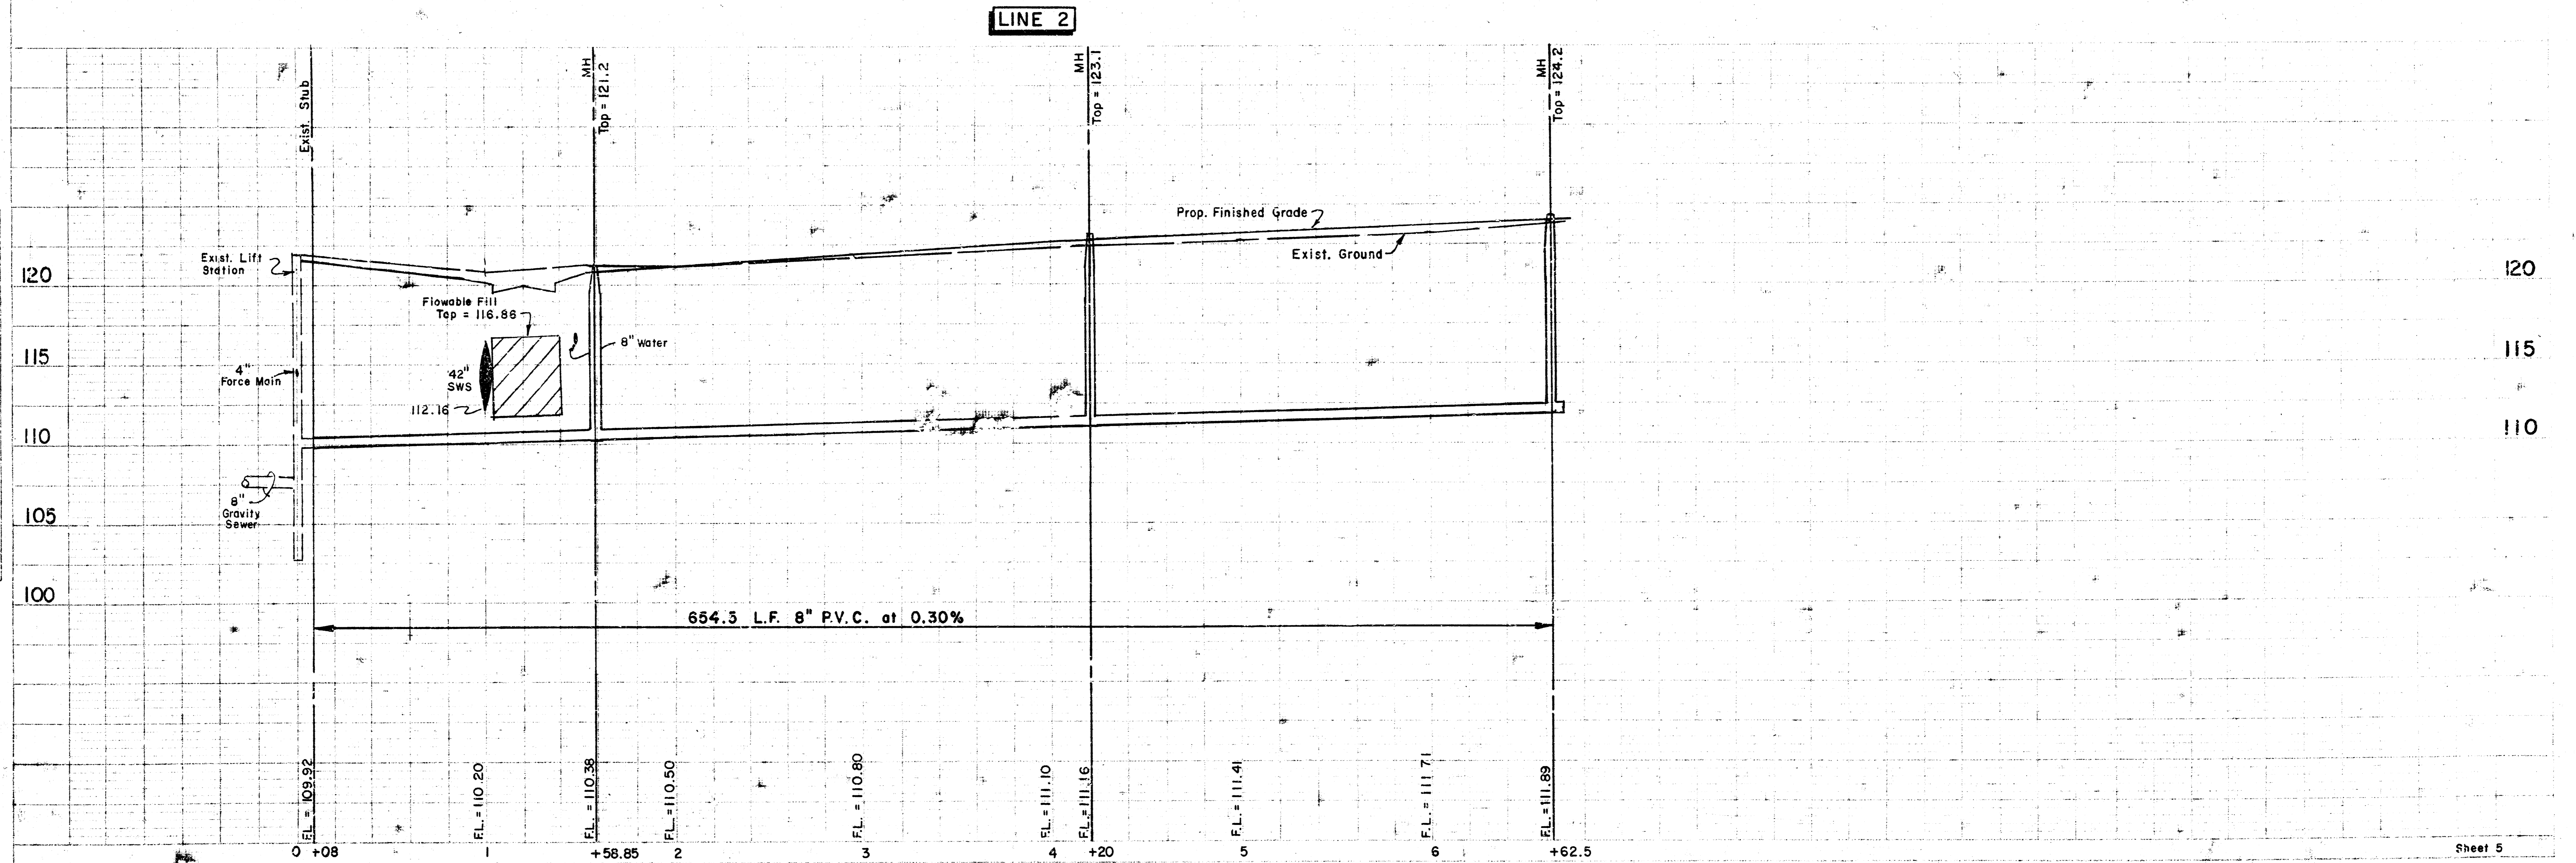 LINE 2
Exist. Stub
MH
Top = 121.2
MH
Top = 123.1
MH
Top = 124.2
Prop. Finished Grade
Exist. Ground
Exist. Lift
Station
120
120
Flowable Fill
Top = 116.86
8" Water
115
115
4"
Force Main
42"
SWS
112.16
110
110
8"
Gravity
Sewer
105
100
654.3 L.F. 8" P.V.C. at 0.30%
F.L. = 109.92
F.L. = 110.20
F.L. = 110.38
F.L. = 110.50
F.L. = 110.80
F.L. = 111.10
F.L. = 111.16
F.L. = 111.41
F.L. = 111.71
F.L. = 111.89
0 +08 1 +58.85 2 3 4 +20 5 6 +62.5
Sheet 5